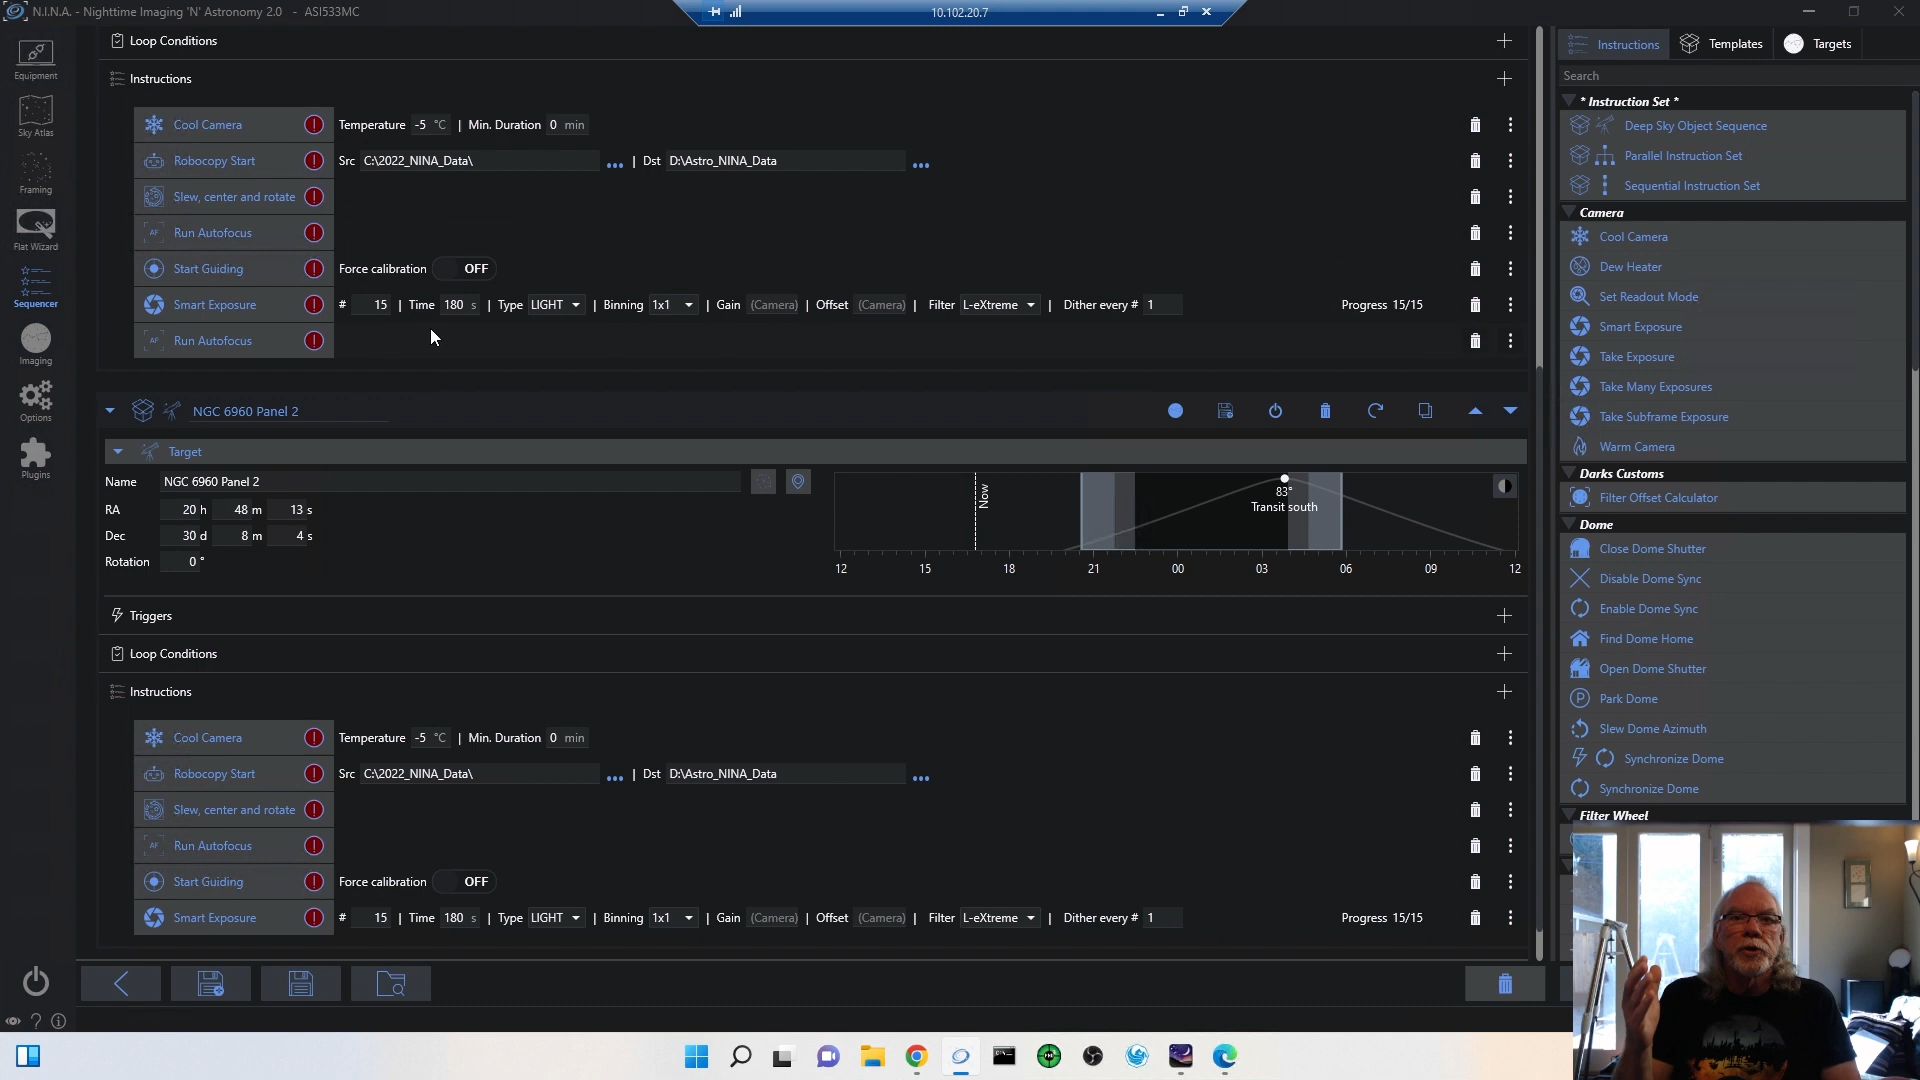 N.I.N.A. - Nighttime Imaging 'N' Astronomy 2.0 - ASI533MC
10.102.20.7
Equipment
Sky Atlas
Framing
Flat Wizard
Sequencer
Imaging
Options
Plugins
Loop Conditions
Instructions
Cool Camera Temperature -5 °C | Min. Duration 0 min
Robocopy Start Src C:\2022_NINA_Data\ ... | Dst D:\Astro_NINA_Data ...
Slew, center and rotate
AF Run Autofocus
Start Guiding Force calibration OFF
Smart Exposure # 15 | Time 180 s | Type LIGHT | Binning 1x1 | Gain (Camera) | Offset (Camera) | Filter L-eXtreme | Dither every # 1 Progress 15/15
AF Run Autofocus
NGC 6960 Panel 2
Target
Name NGC 6960 Panel 2
RA 20 h 48 m 13 s
Dec 30 d 8 m 4 s
Rotation 0 °
Now
83°
Transit south
12 15 18 21 00 03 06 09 12
Triggers
Loop Conditions
Instructions
Cool Camera Temperature -5 °C | Min. Duration 0 min
Robocopy Start Src C:\2022_NINA_Data\ ... | Dst D:\Astro_NINA_Data ...
Slew, center and rotate
AF Run Autofocus
Start Guiding Force calibration OFF
Smart Exposure # 15 | Time 180 s | Type LIGHT | Binning 1x1 | Gain (Camera) | Offset (Camera) | Filter L-eXtreme | Dither every # 1 Progress 15/15
Instructions Templates Targets
Search
* Instruction Set *
Deep Sky Object Sequence
Parallel Instruction Set
Sequential Instruction Set
Camera
Cool Camera
Dew Heater
Set Readout Mode
Smart Exposure
Take Exposure
Take Many Exposures
Take Subframe Exposure
Warm Camera
Darks Customs
Filter Offset Calculator
Dome
Close Dome Shutter
Disable Dome Sync
Enable Dome Sync
Find Dome Home
Open Dome Shutter
Park Dome
Slew Dome Azimuth
Synchronize Dome
Synchronize Dome
Filter Wheel